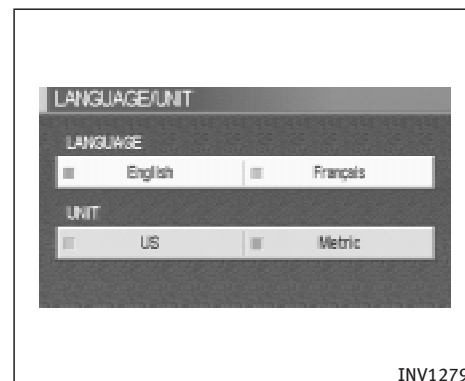 LANGUAGE/UNIT
LANGUAGE
English Français
UNIT
US Metric
INV1279